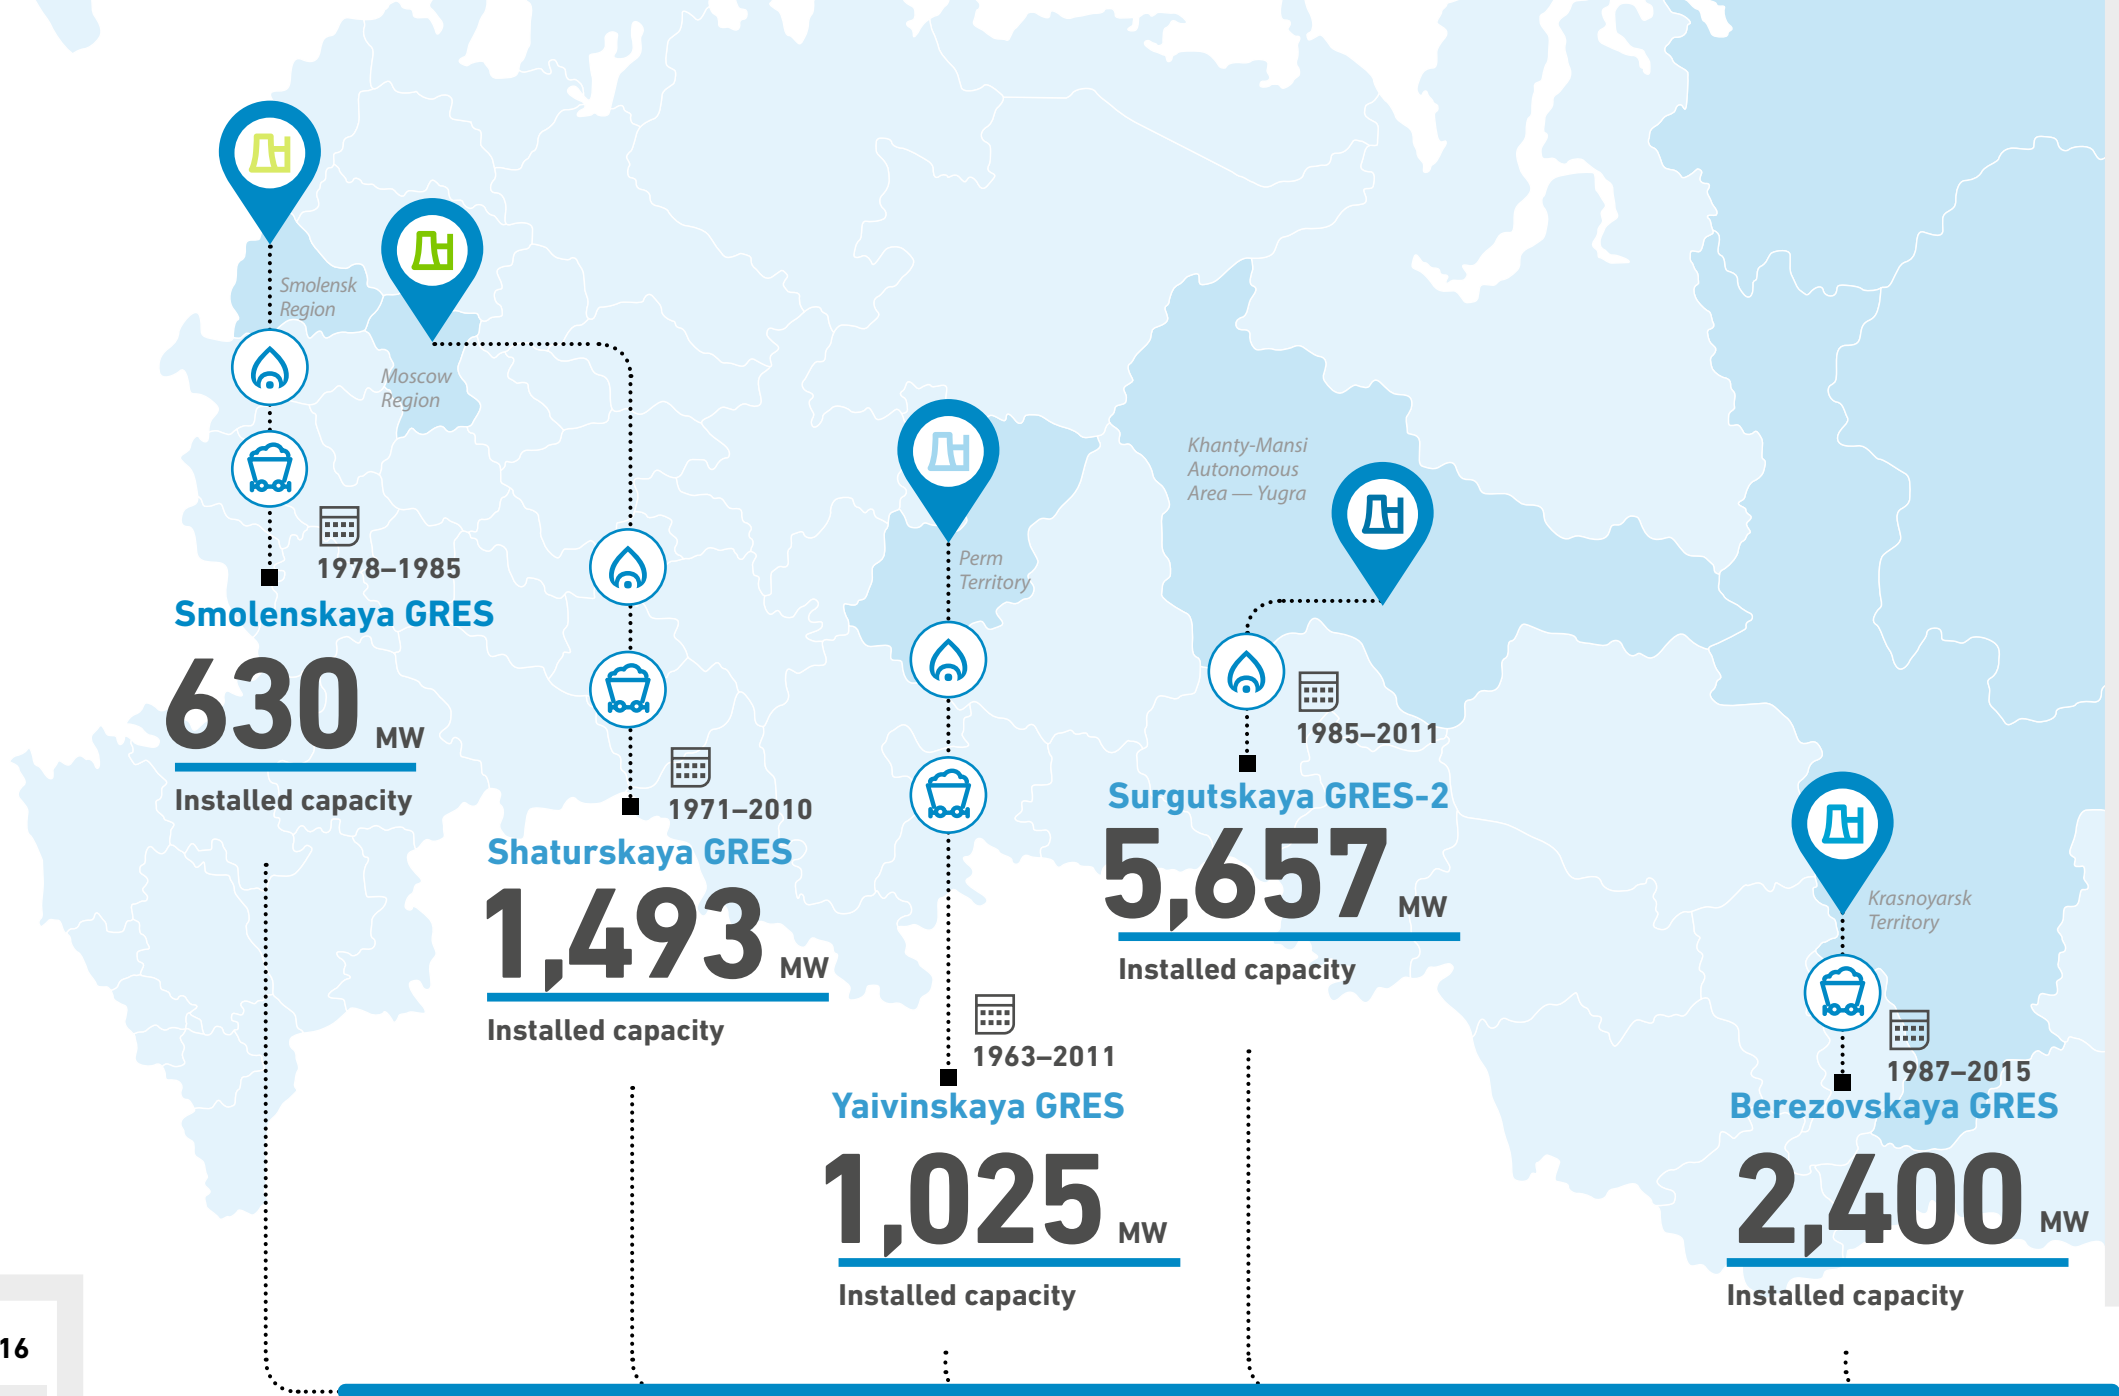 Smolensk
Region
1978–1985
Smolenskaya GRES
630 MW
Installed capacity
Moscow
Region
1971–2010
Shaturskaya GRES
1,493 MW
Installed capacity
Perm
Territory
1963–2011
Yaivinskaya GRES
1,025 MW
Installed capacity
Khanty-Mansi
Autonomous
Area — Yugra
1985–2011
Surgutskaya GRES-2
5,657 MW
Installed capacity
Krasnoyarsk
Territory
1987–2015
Berezovskaya GRES
2,400 MW
Installed capacity
16